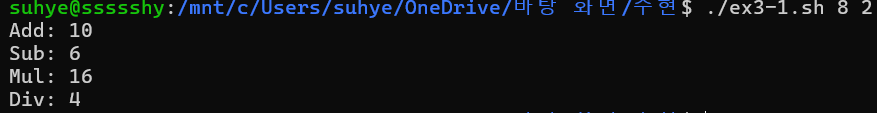 suhye@sssssshy:/mnt/c/Users/suhye/OneDrive/바탕 화면/수현$ ./ex3-1.sh 8 2
Add: 10
Sub: 6
Mul: 16
Div: 4